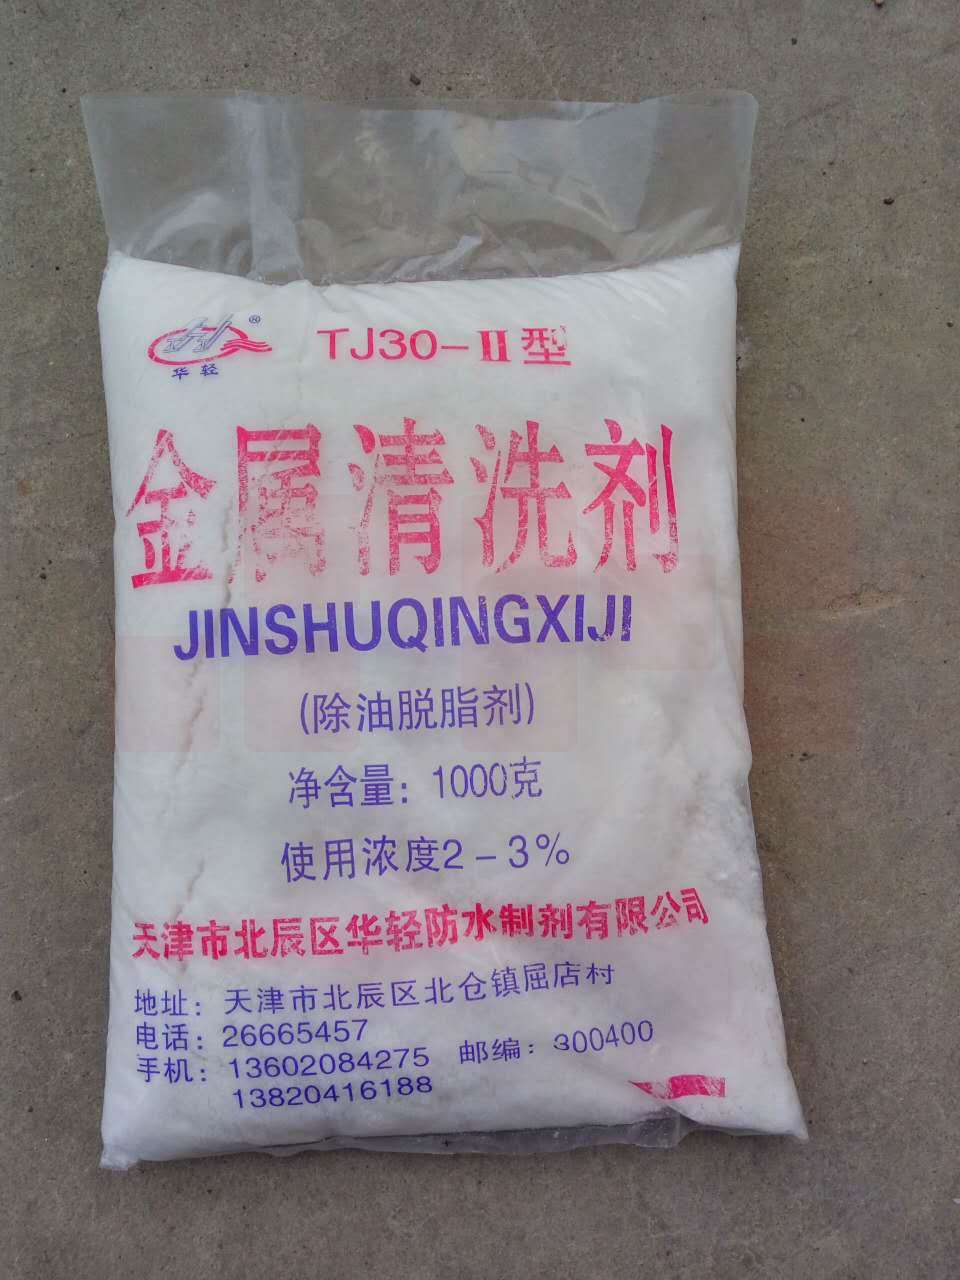 ®
华轻
TJ30-II型
金属清洗剂
JINSHUQINGXIJI
(除油脱脂剂)
净含量：1000克
使用浓度2-3%
天津市北辰区华轻防水制剂有限公司
地址：天津市北辰区北仓镇屈店村
电话：26665457
手机：13602084275 邮编：300400
13820416188